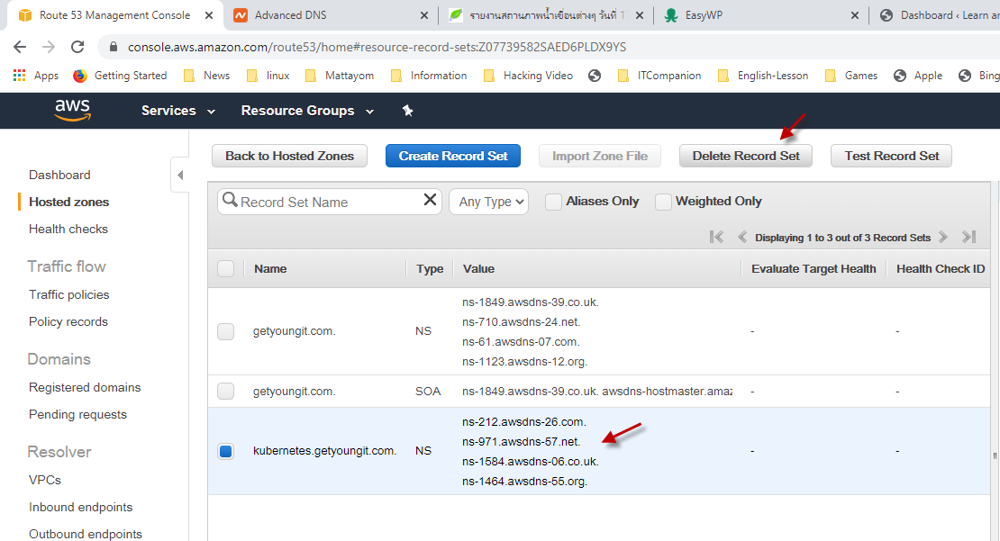 Route 53 Management Console
Advanced DNS
รายงานสถานภาพน้ำเขื่อนต่างๆ วันที่ 1
EasyWP
Dashboard ‹ Learn ar
console.aws.amazon.com/route53/home#resource-record-sets:Z07739582SAED6PLDX9YS
Apps
Getting Started
News
linux
Mattayom
Information
Hacking Video
ITCompanion
English-Lesson
Games
Apple
Bing
aws
Services
Resource Groups
Dashboard
Hosted zones
Health checks
Traffic flow
Traffic policies
Policy records
Domains
Registered domains
Pending requests
Resolver
VPCs
Inbound endpoints
Outbound endpoints
Back to Hosted Zones
Create Record Set
Import Zone File
Delete Record Set
Test Record Set
Record Set Name
Any Type
Aliases Only
Weighted Only
Displaying 1 to 3 out of 3 Record Sets
Name
Type
Value
Evaluate Target Health
Health Check ID
getyoungit.com.
NS
ns-1849.awsdns-39.co.uk.
ns-710.awsdns-24.net.
ns-61.awsdns-07.com.
ns-1123.awsdns-12.org.
-
-
getyoungit.com.
SOA
ns-1849.awsdns-39.co.uk. awsdns-hostmaster.amaz
-
-
kubernetes.getyoungit.com.
NS
ns-212.awsdns-26.com.
ns-971.awsdns-57.net.
ns-1584.awsdns-06.co.uk.
ns-1464.awsdns-55.org.
-
-